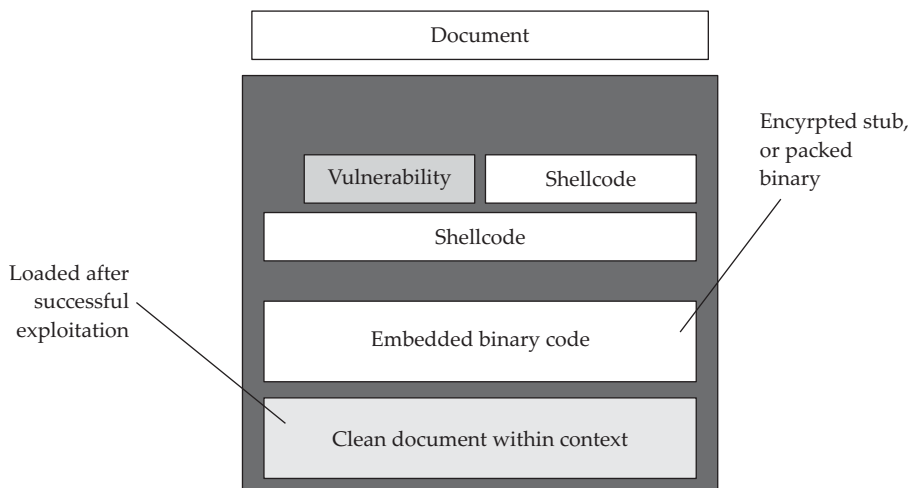 Document
Encyrpted stub,
or packed
binary
Vulnerability
Shellcode
Shellcode
Loaded after
successful
exploitation
Embedded binary code
Clean document within context